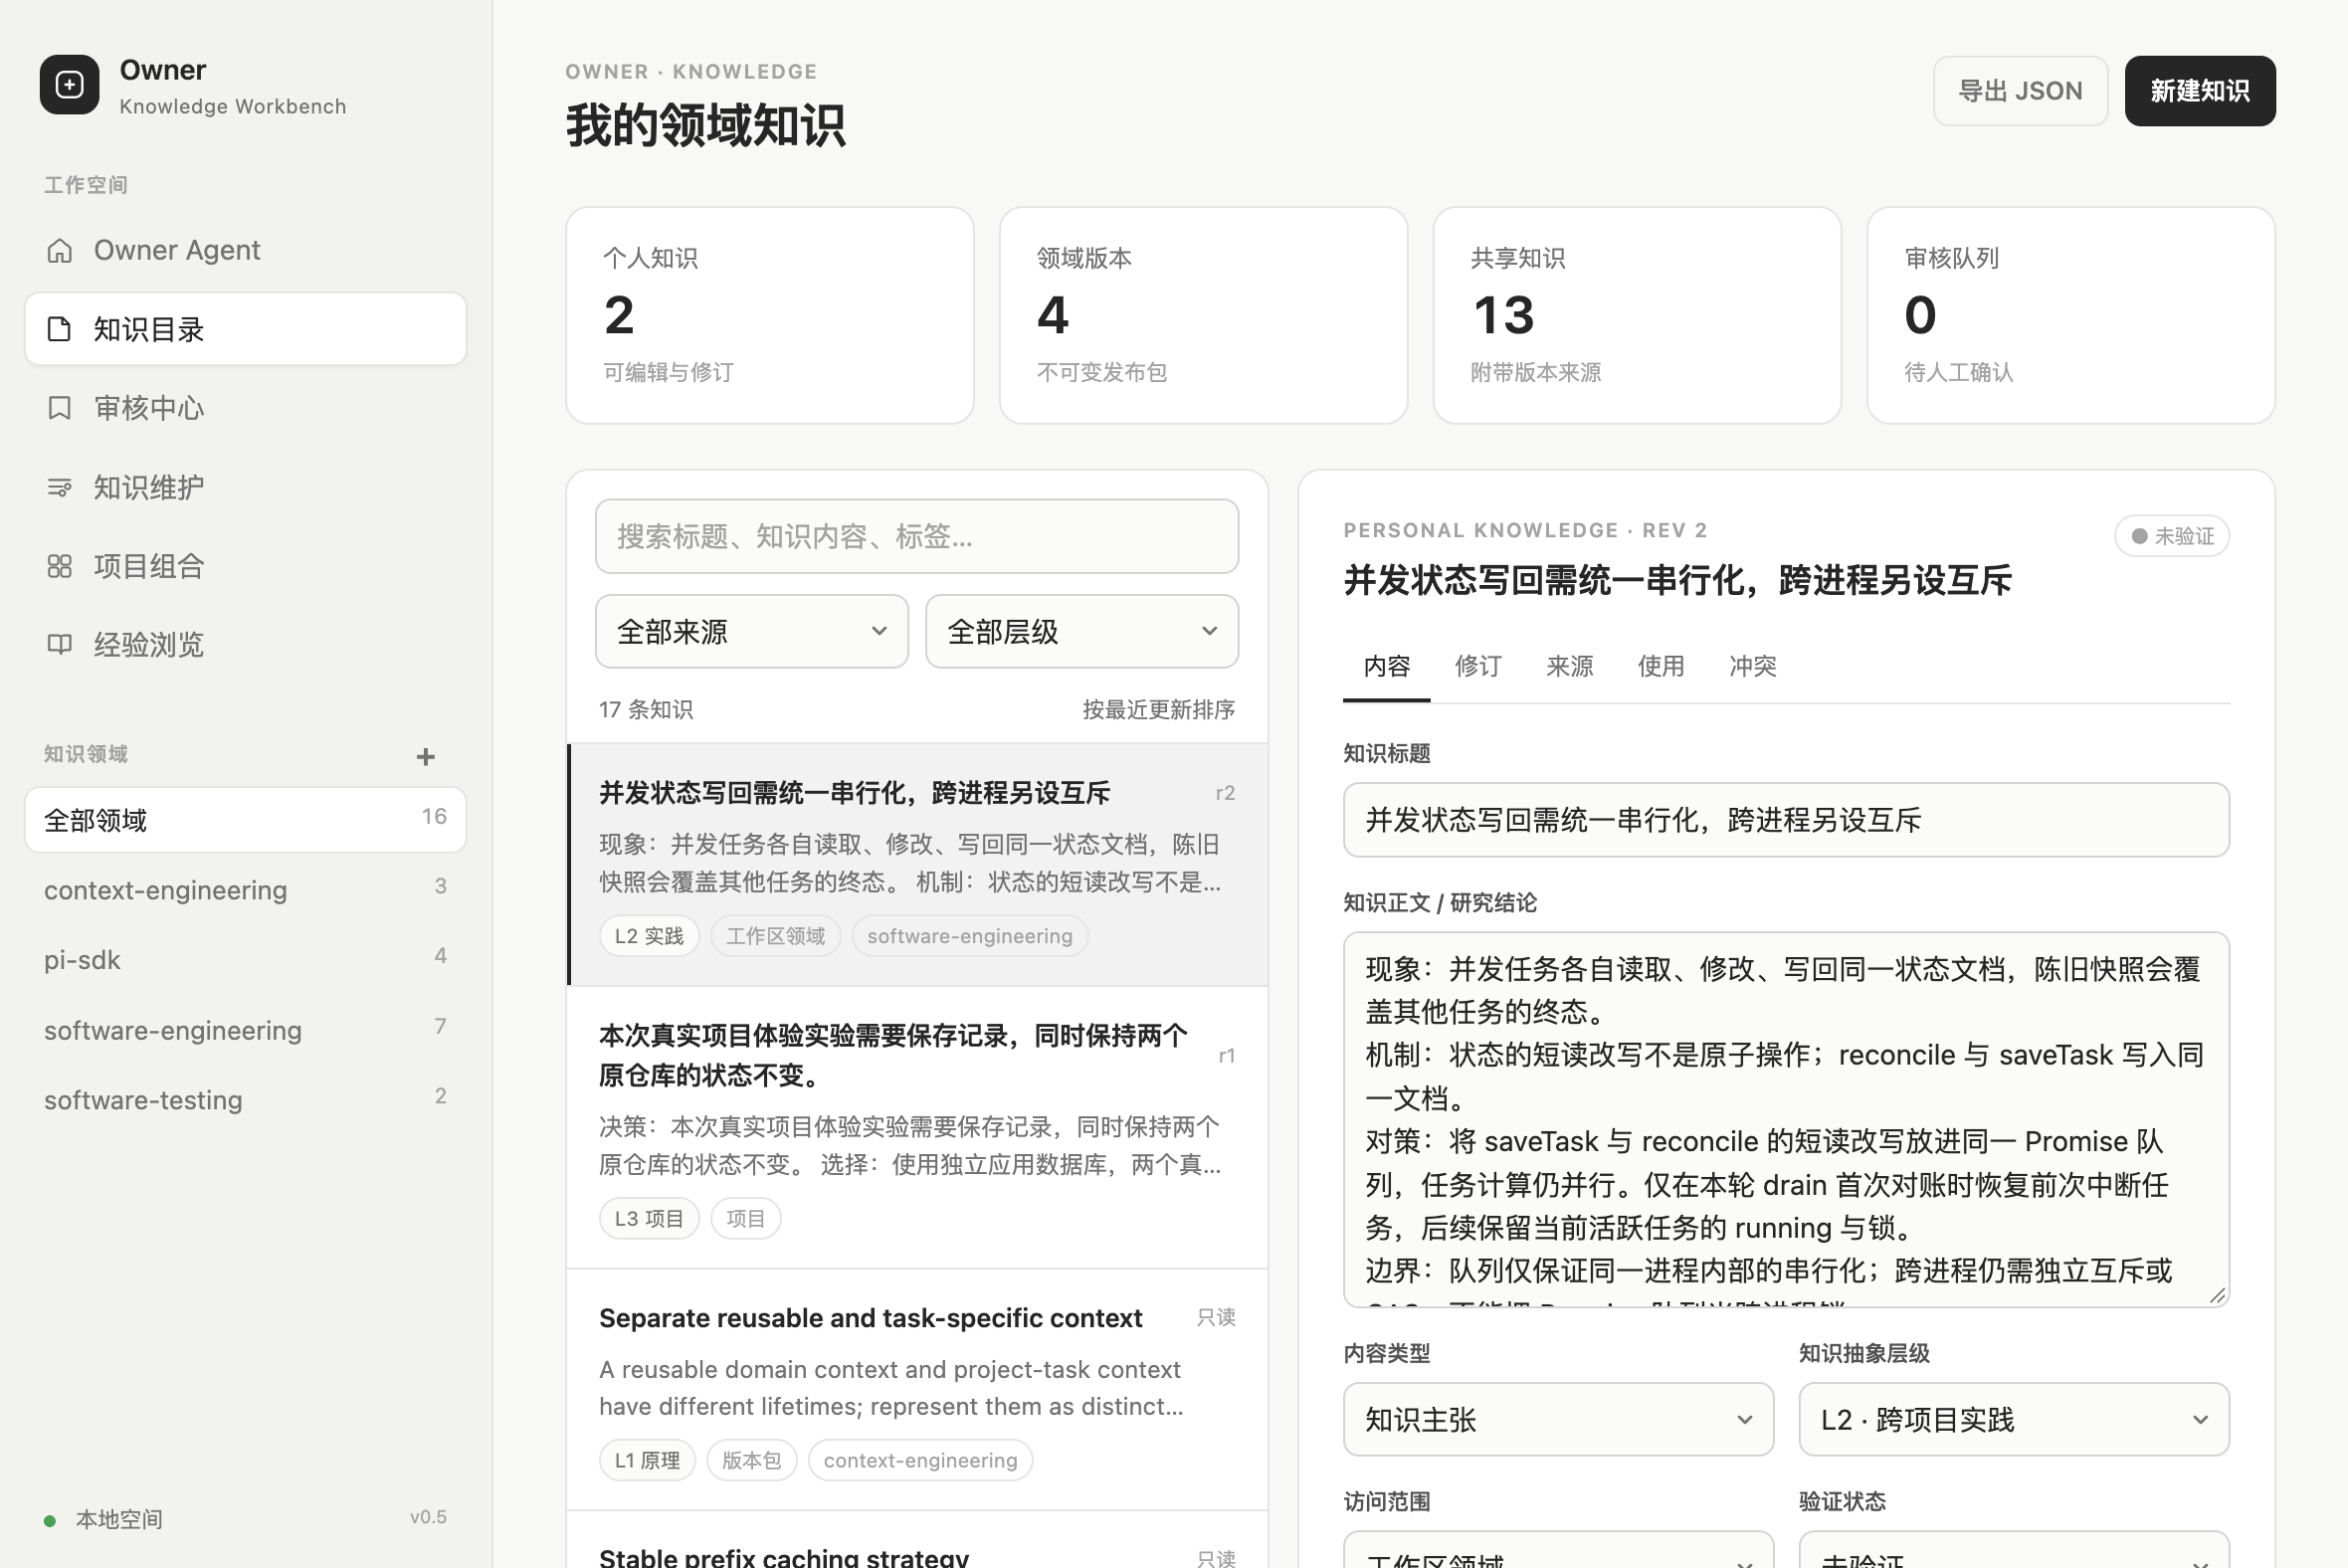 Owner
Knowledge Workbench
工作空间
Owner Agent
知识目录
审核中心
知识维护
项目组合
经验浏览
知识领域
+
全部领域 16
context-engineering 3
pi-sdk 4
software-engineering 7
software-testing 2
本地空间 v0.5
OWNER · KNOWLEDGE
我的领域知识
导出 JSON
新建知识
个人知识
2
可编辑与修订
领域版本
4
不可变发布包
共享知识
13
附带版本来源
审核队列
0
待人工确认
搜索标题、知识内容、标签...
全部来源
全部层级
17 条知识
按最近更新排序
并发状态写回需统一串行化，跨进程另设互斥 r2
现象：并发任务各自读取、修改、写回同一状态文档，陈旧
快照会覆盖其他任务的终态。 机制：状态的短读改写不是...
L2 实践 工作区领域 software-engineering
本次真实项目体验实验需要保存记录，同时保持两个
原仓库的状态不变。 r1
决策：本次真实项目体验实验需要保存记录，同时保持两个
原仓库的状态不变。 选择：使用独立应用数据库，两个真...
L3 项目 项目
Separate reusable and task-specific context 只读
A reusable domain context and project-task context
have different lifetimes; represent them as distinct...
L1 原理 版本包 context-engineering
Stable prefix caching strategy 只读
PERSONAL KNOWLEDGE · REV 2
未验证
并发状态写回需统一串行化，跨进程另设互斥
内容 修订 来源 使用 冲突
知识标题
并发状态写回需统一串行化，跨进程另设互斥
知识正文 / 研究结论
现象：并发任务各自读取、修改、写回同一状态文档，陈旧快照会覆
盖其他任务的终态。
机制：状态的短读改写不是原子操作；reconcile 与 saveTask 写入同
一文档。
对策：将 saveTask 与 reconcile 的短读改写放进同一 Promise 队
列，任务计算仍并行。仅在本轮 drain 首次对账时恢复前次中断任
务，后续保留当前活跃任务的 running 与锁。
边界：队列仅保证同一进程内部的串行化；跨进程仍需独立互斥或
内容类型
知识主张
知识抽象层级
L2 · 跨项目实践
访问范围
工作区领域
验证状态
未验证